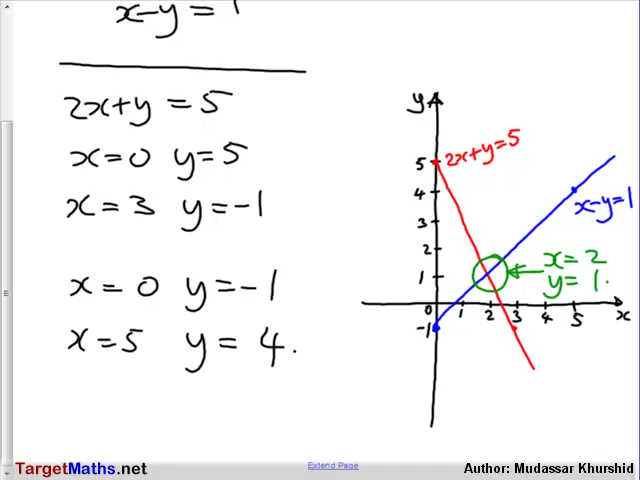 x-y = 1
2x+y = 5
x=0 y=5
x=3 y=-1
x=0 y=-1
x=5 y=4.
y
5
4
3
2
1
0
-1
1 2 3 4 5 x
2x+y=5
x-y=1
x=2
y=1.
TargetMaths.net
Extend Page
Author: Mudassar Khurshid